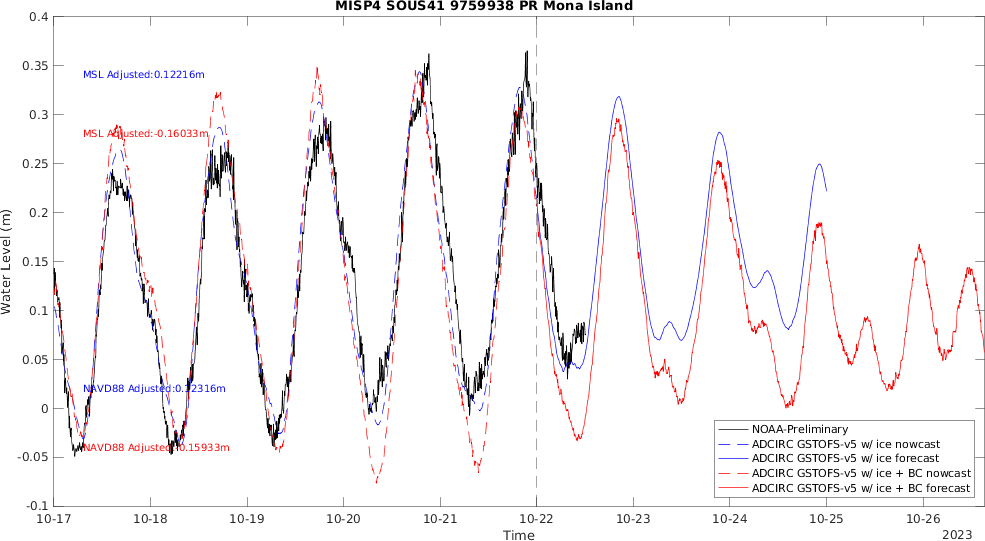 MISP4 SOUS41 9759938 PR Mona Island
0.4
0.35
0.3
0.25
0.2
0.15
0.1
0.05
0
-0.05
-0.1
Water Level (m)
MSL Adjusted:0.12216m
MSL Adjusted:-0.16033m
NAVD88 Adjusted:0.12316m
NAVD88 Adjusted:-0.15933m
NOAA-Preliminary
ADCIRC GSTOFS-v5 w/ ice nowcast
ADCIRC GSTOFS-v5 w/ ice forecast
ADCIRC GSTOFS-v5 w/ ice + BC nowcast
ADCIRC GSTOFS-v5 w/ ice + BC forecast
10-17 10-18 10-19 10-20 10-21 10-22 10-23 10-24 10-25 10-26
Time
2023